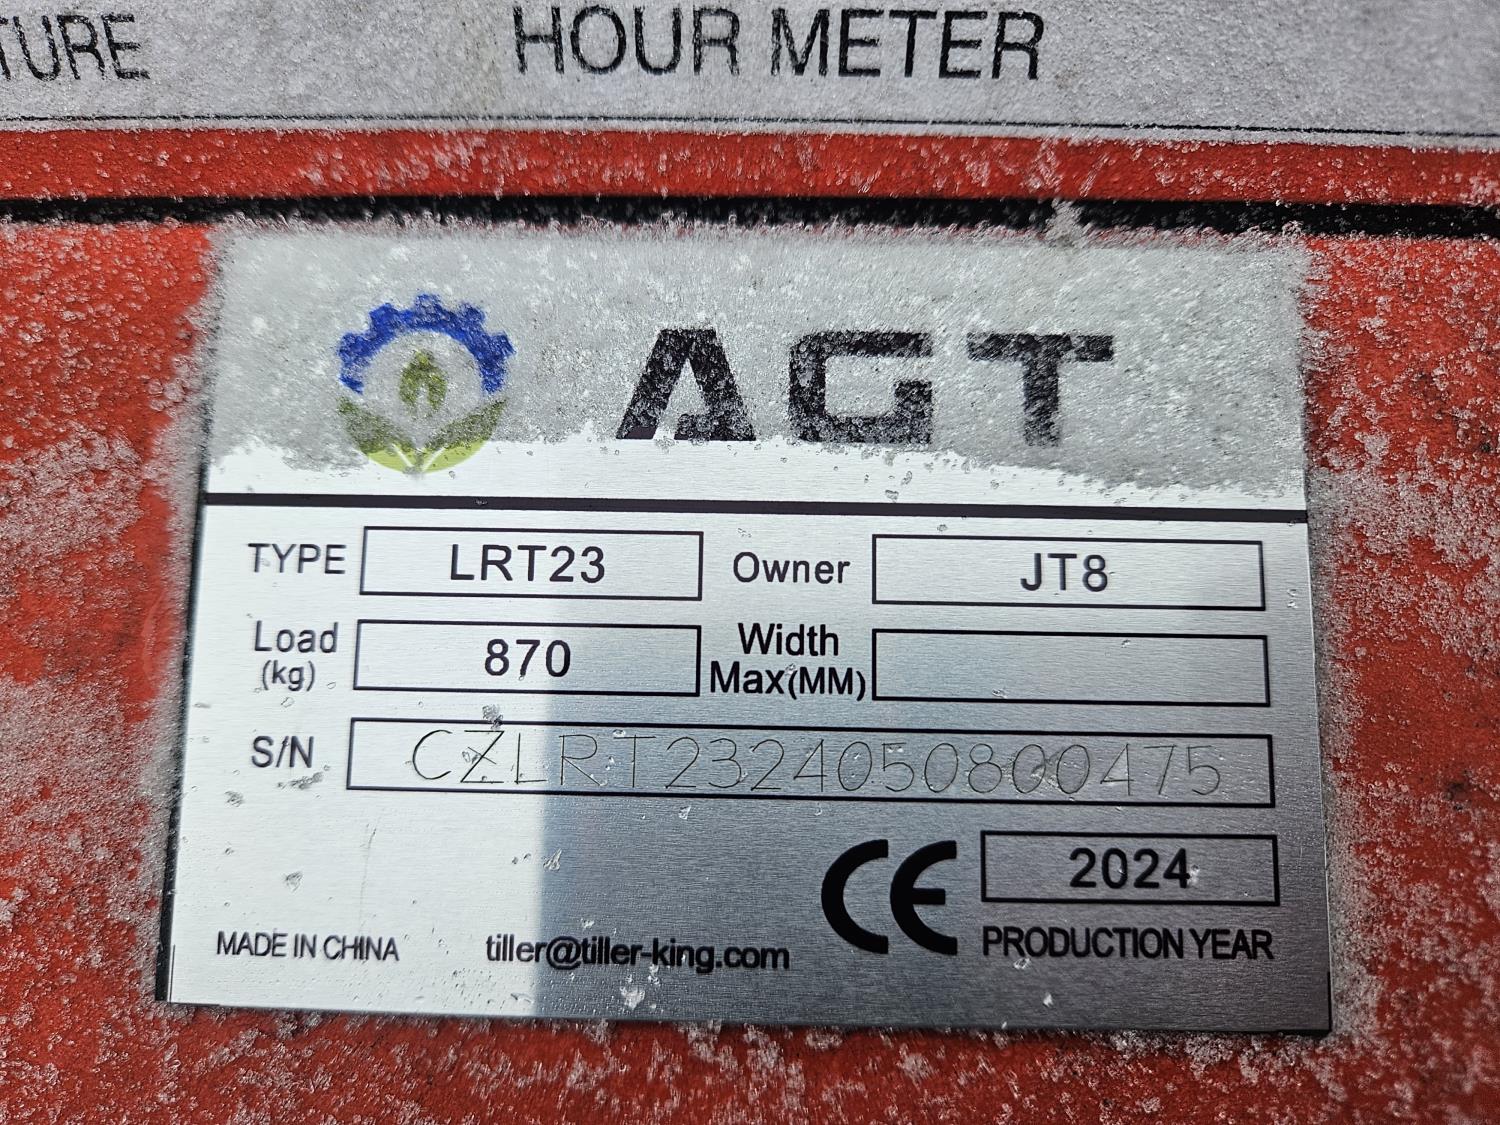 TURE HOUR METER
AGT
TYPE LRT23 Owner JT8
Load (kg) 870 Width Max(MM)
S/N CZLRT2324050800475
CE 2024
MADE IN CHINA tiller@tiller-king.com PRODUCTION YEAR